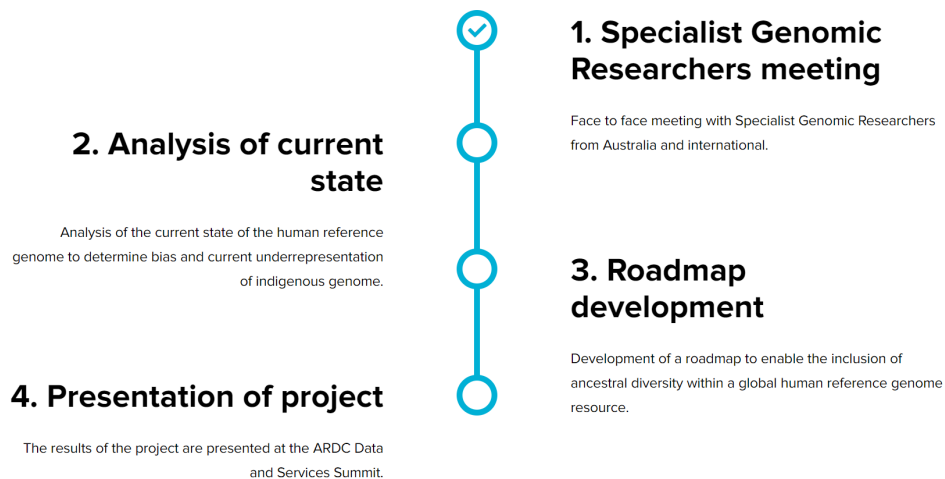 1. Specialist Genomic
Researchers meeting
Face to face meeting with Specialist Genomic Researchers
from Australia and international.
2. Analysis of current
state
Analysis of the current state of the human reference
genome to determine bias and current underrepresentation
of indigenous genome.
3. Roadmap
development
Development of a roadmap to enable the inclusion of
ancestral diversity within a global human reference genome
resource.
4. Presentation of project
The results of the project are presented at the ARDC Data
and Services Summit.